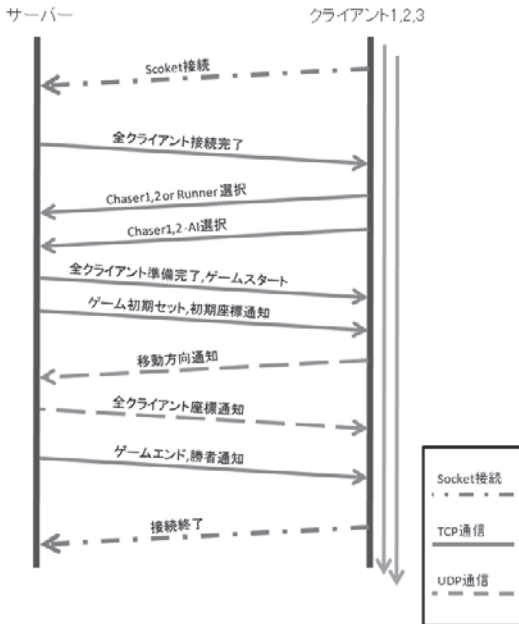 サーバー
クライアント1,2,3
Scoket接続
全クライアント接続完了
Chaser1,2 or Runner 選択
Chaser1,2-AI選択
全クライアント準備完了,ゲームスタート
ゲーム初期セット,初期座標通知
移動方向通知
全クライアント座標通知
ゲームエンド,勝者通知
接続終了
Socket接続
TCP通信
UDP通信